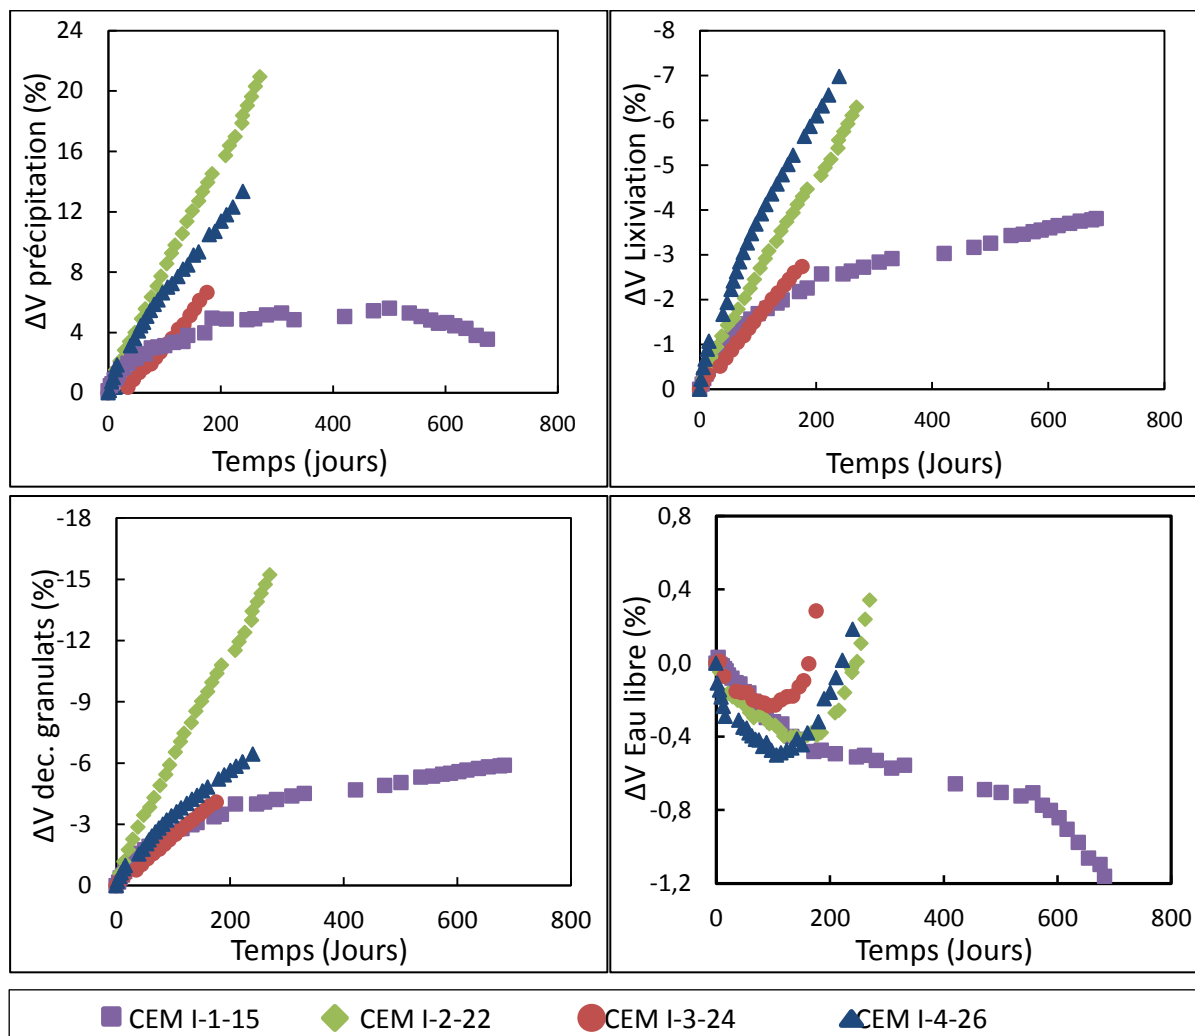 24
20
16
12
8
4
0
ΔV précipitation (%)
0 200 400 600 800
Temps (jours)
-8
-7
-6
-5
-4
-3
-2
-1
0
ΔV Lixiviation (%)
0 200 400 600 800
Temps (Jours)
-18
-15
-12
-9
-6
-3
0
ΔV dec. granulats (%)
0 200 400 600 800
Temps (Jours)
0,8
0,4
0,0
-0,4
-0,8
-1,2
ΔV Eau libre (%)
0 200 400 600 800
Temps (Jours)
CEM I-1-15 CEM I-2-22 CEM I-3-24 CEM I-4-26